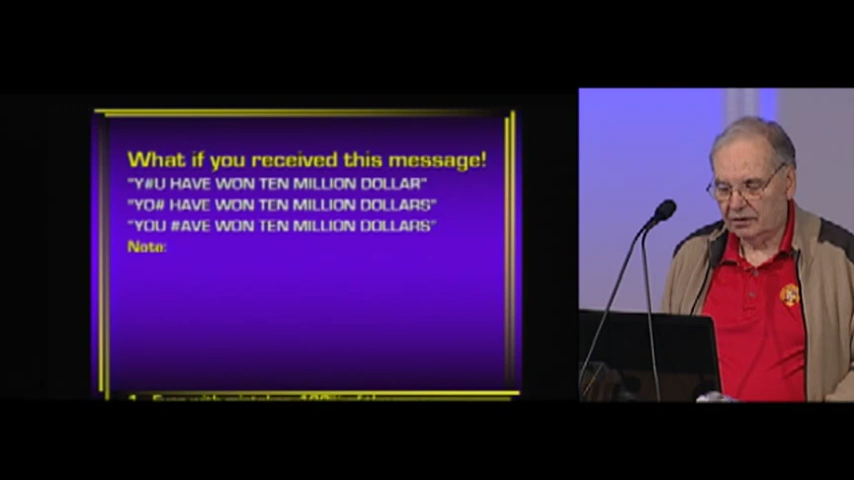 What if you received this message!
"Y#U HAVE WON TEN MILLION DOLLAR"
"YO# HAVE WON TEN MILLION DOLLARS"
"YOU #AVE WON TEN MILLION DOLLARS"
Note: